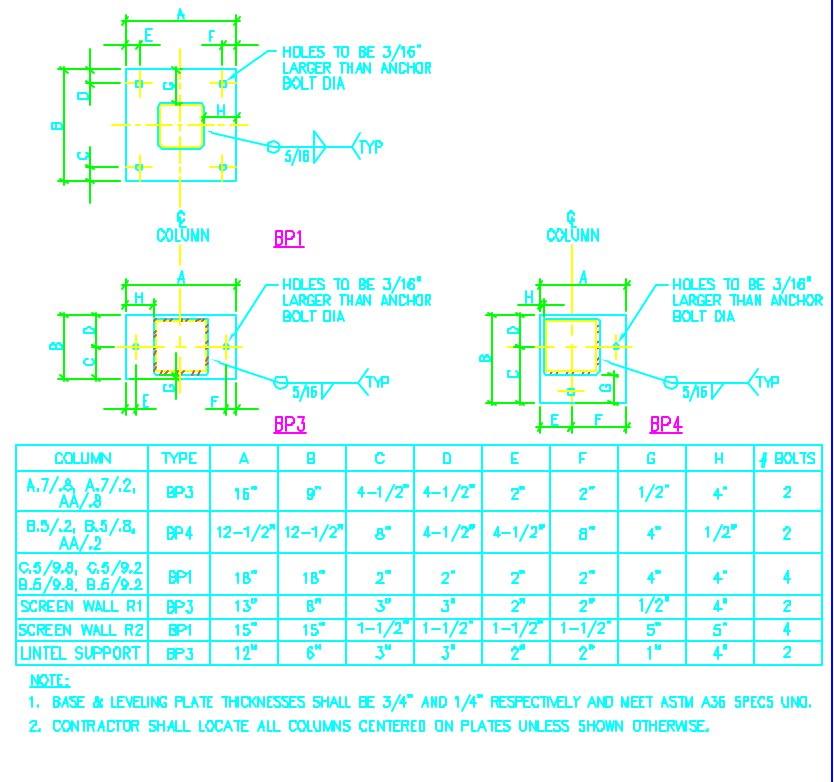 A
E
F
HOLES TO BE 3/16"
LARGER THAN ANCHOR
BOLT DIA
D
G
H
B
C
5/16
TYP
℄
COLUMN
BP1
G
COLUMN
A
H
HOLES TO BE 3/16"
LARGER THAN ANCHOR
BOLT DIA
D
B
C
G
E
F
5/16
TYP
BP3
A
H
HOLES TO BE 3/16"
LARGER THAN ANCHOR
BOLT DIA
D
B
C
G
E
F
5/16
TYP
BP4
COLUMN TYPE A B C D E F G H # BOLTS
A.7/.8, A.7/.2,
AA/.8
BP3 16" 9" 4-1/2" 4-1/2" 2" 2" 1/2" 4" 2
B.5/.2, B.5/.8,
AA/.2
BP4 12-1/2" 12-1/2" 8" 4-1/2" 4-1/2" 8" 4" 1/2" 2
C.5/9.8, C.5/9.2
B.6/9.8, B.6/9.2
BP1 18" 18" 2" 2" 2" 2" 4" 4" 4
SCREEN WALL R1 BP3 13" 8" 3" 3" 2" 2" 1/2" 4" 2
SCREEN WALL R2 BP1 15" 15" 1-1/2" 1-1/2" 1-1/2" 1-1/2" 5" 5" 4
LINTEL SUPPORT BP3 12" 6" 3" 3" 2" 2" 1" 4" 2
NOTE:
1. BASE & LEVELING PLATE THICKNESSES SHALL BE 3/4" AND 1/4" RESPECTIVELY AND MEET ASTM A36 SPECS UNO.
2. CONTRACTOR SHALL LOCATE ALL COLUMNS CENTERED ON PLATES UNLESS SHOWN OTHERWISE.